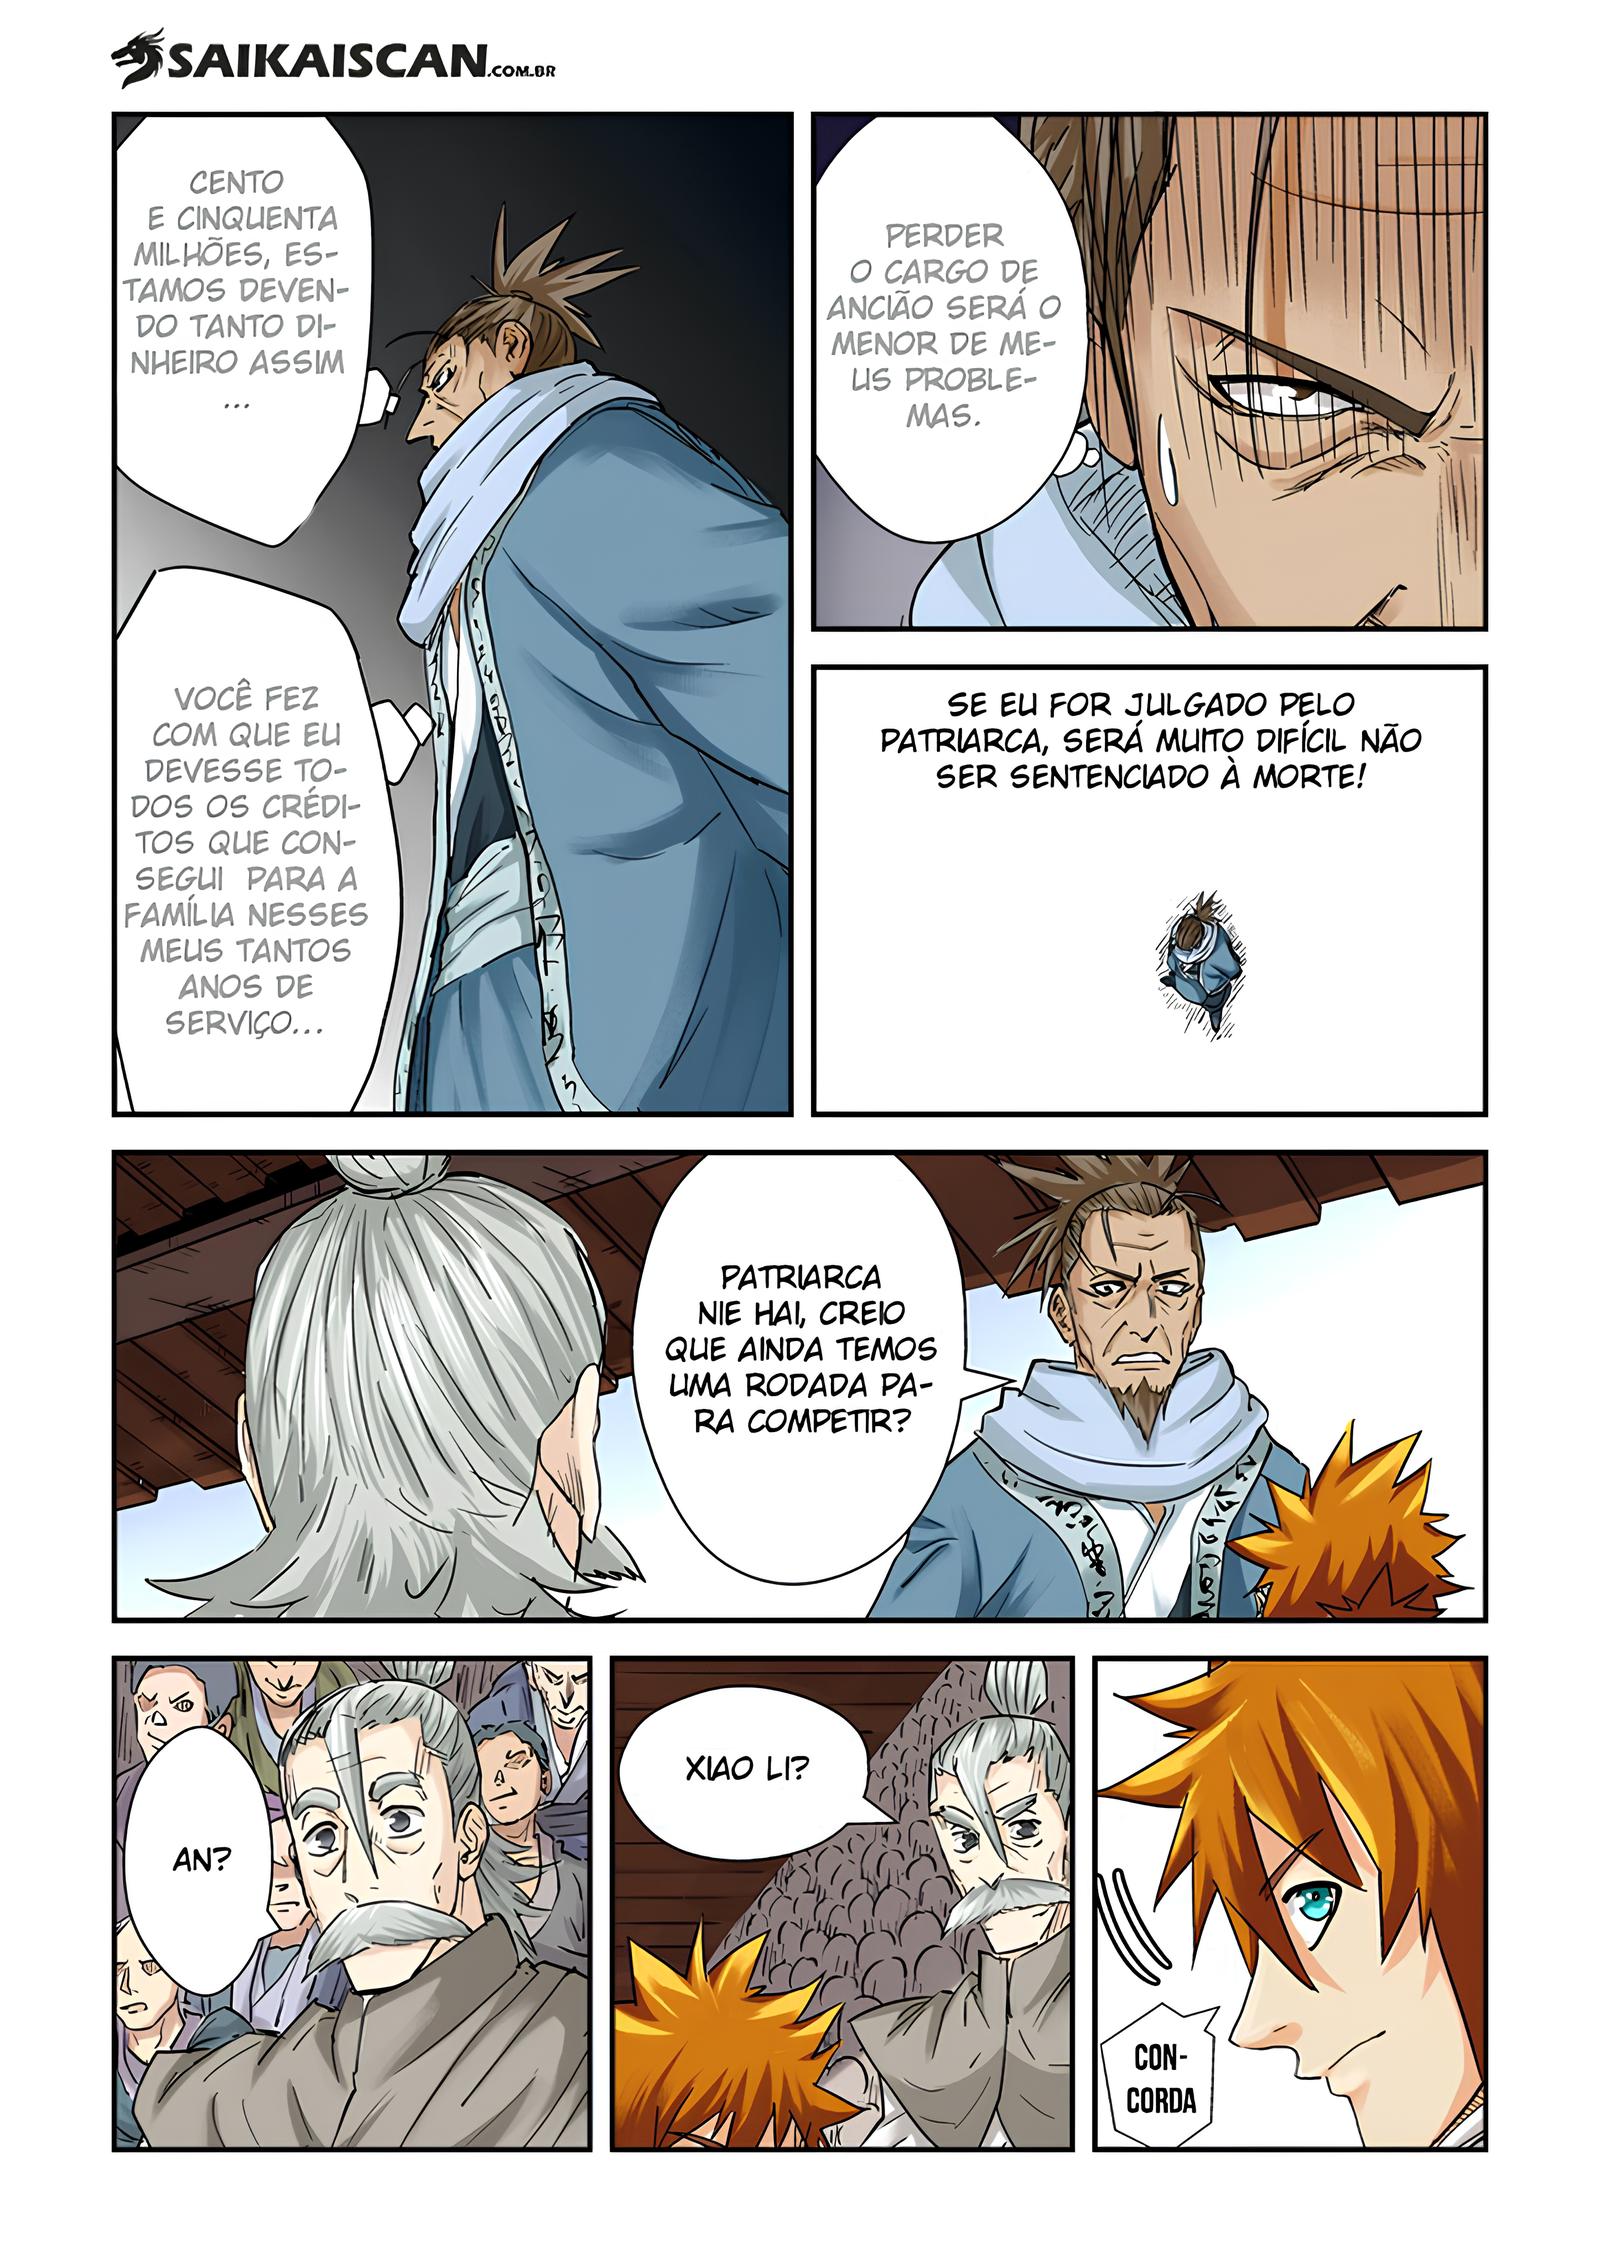 SAIKAISCAN.COM.BR
CENTO
E CINQUENTA
MILHÕES, ES-
TAMOS DEVEN-
DO TANTO DI-
NHEIRO ASSIM
...
VOCÊ FEZ
COM QUE EU
DEVESSE TO-
DOS OS CRÉDI-
TOS QUE CON-
SEGUI PARA A
FAMÍLIA NESSES
MEUS TANTOS
ANOS DE
SERVIÇO...
PERDER
O CARGO DE
ANCIÃO SERÁ O
MENOR DE ME-
US PROBLE-
MAS.
SE EU FOR JULGADO PELO
PATRIARCA, SERÁ MUITO DIFÍCIL NÃO
SER SENTENCIADO À MORTE!
PATRIARCA
NIE HAI, CREIO
QUE AINDA TEMOS
UMA RODADA PA-
RA COMPETIR?
AN?
XIAO LI?
CON-
CORDA